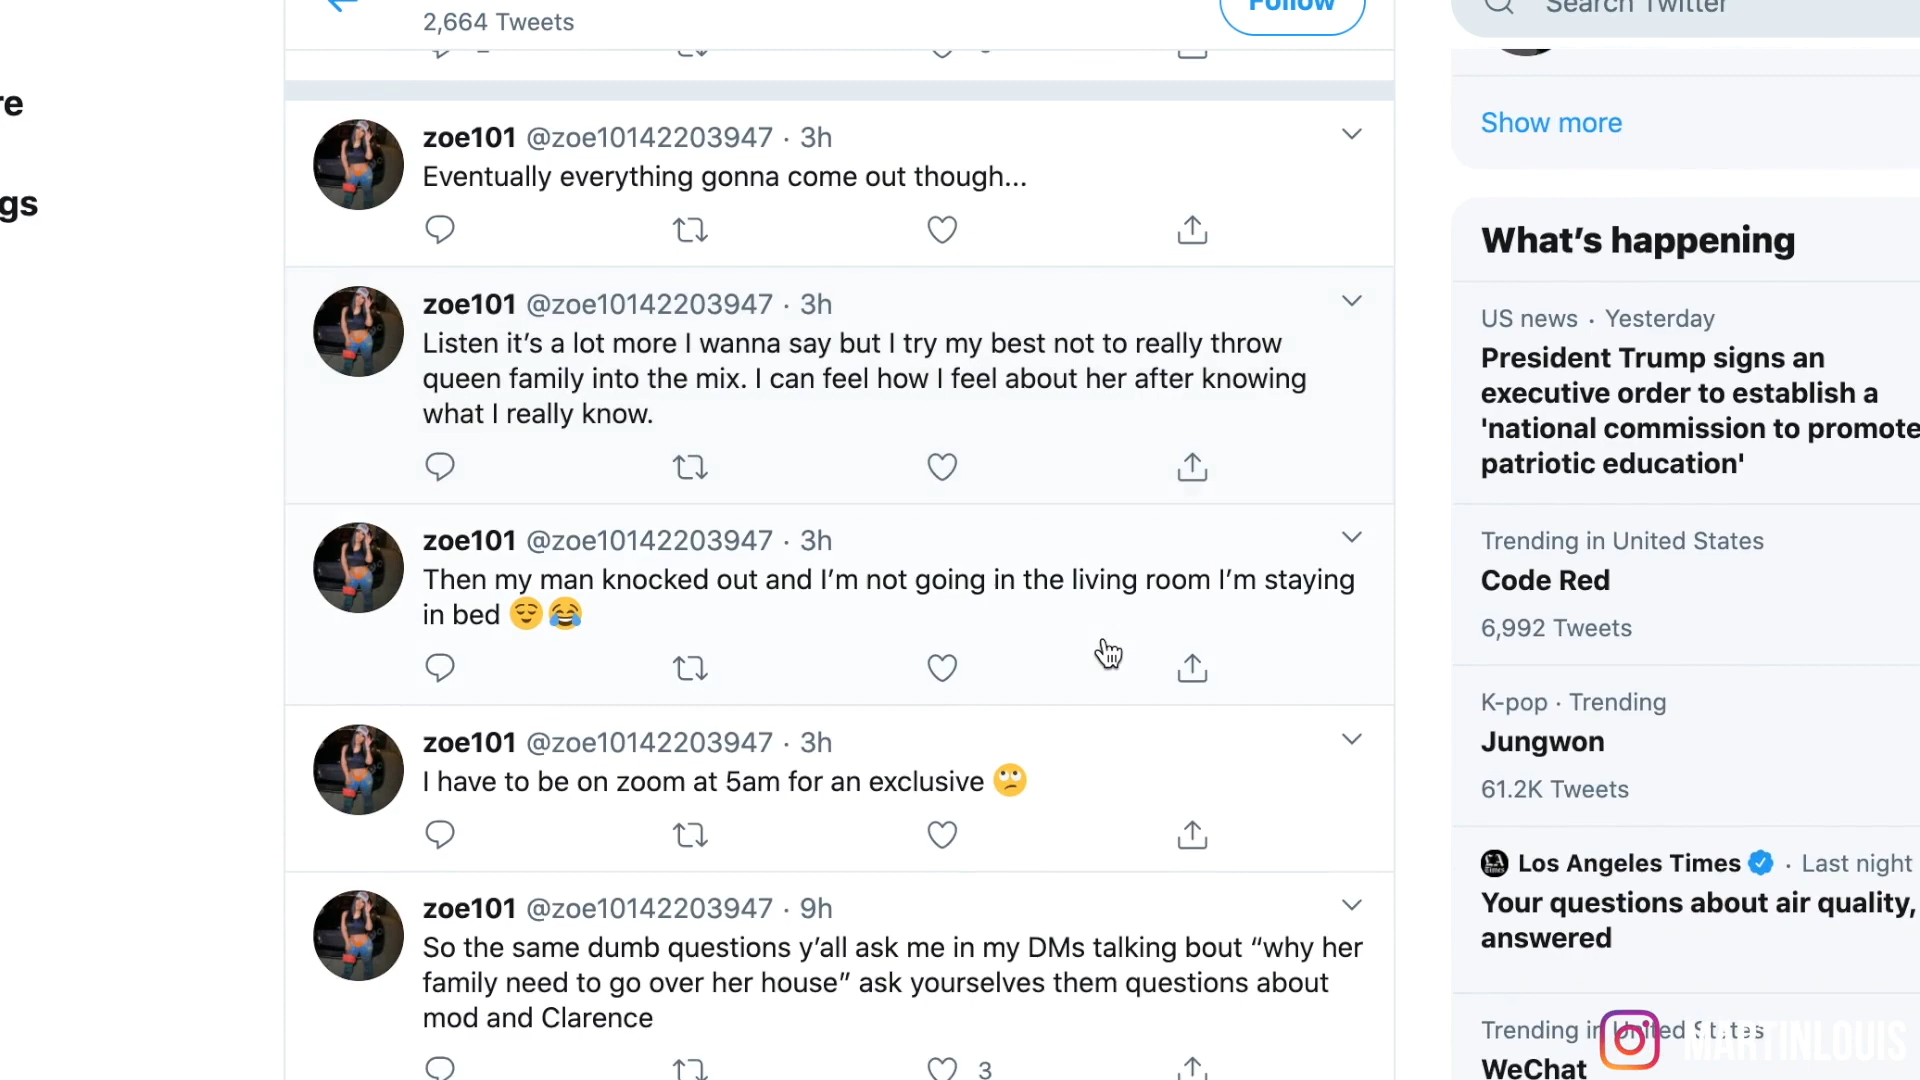 2,664 Tweets
Follow
Search Twitter
re
gs
zoe101 @zoe10142203947 · 3h
Eventually everything gonna come out though...
zoe101 @zoe10142203947 · 3h
Listen it’s a lot more I wanna say but I try my best not to really throw
queen family into the mix. I can feel how I feel about her after knowing
what I really know.
zoe101 @zoe10142203947 · 3h
Then my man knocked out and I’m not going in the living room I’m staying
in bed 😌😂
zoe101 @zoe10142203947 · 3h
I have to be on zoom at 5am for an exclusive 🙄
zoe101 @zoe10142203947 · 9h
So the same dumb questions y’all ask me in my DMs talking bout “why her
family need to go over her house” ask yourselves them questions about
mod and Clarence
3
Show more
What’s happening
US news · Yesterday
President Trump signs an
executive order to establish a
'national commission to promote
patriotic education'
Trending in United States
Code Red
6,992 Tweets
K-pop · Trending
Jungwon
61.2K Tweets
Los Angeles Times · Last night
Your questions about air quality,
answered
Trending in United States
WeChat
MARTINLOUIS